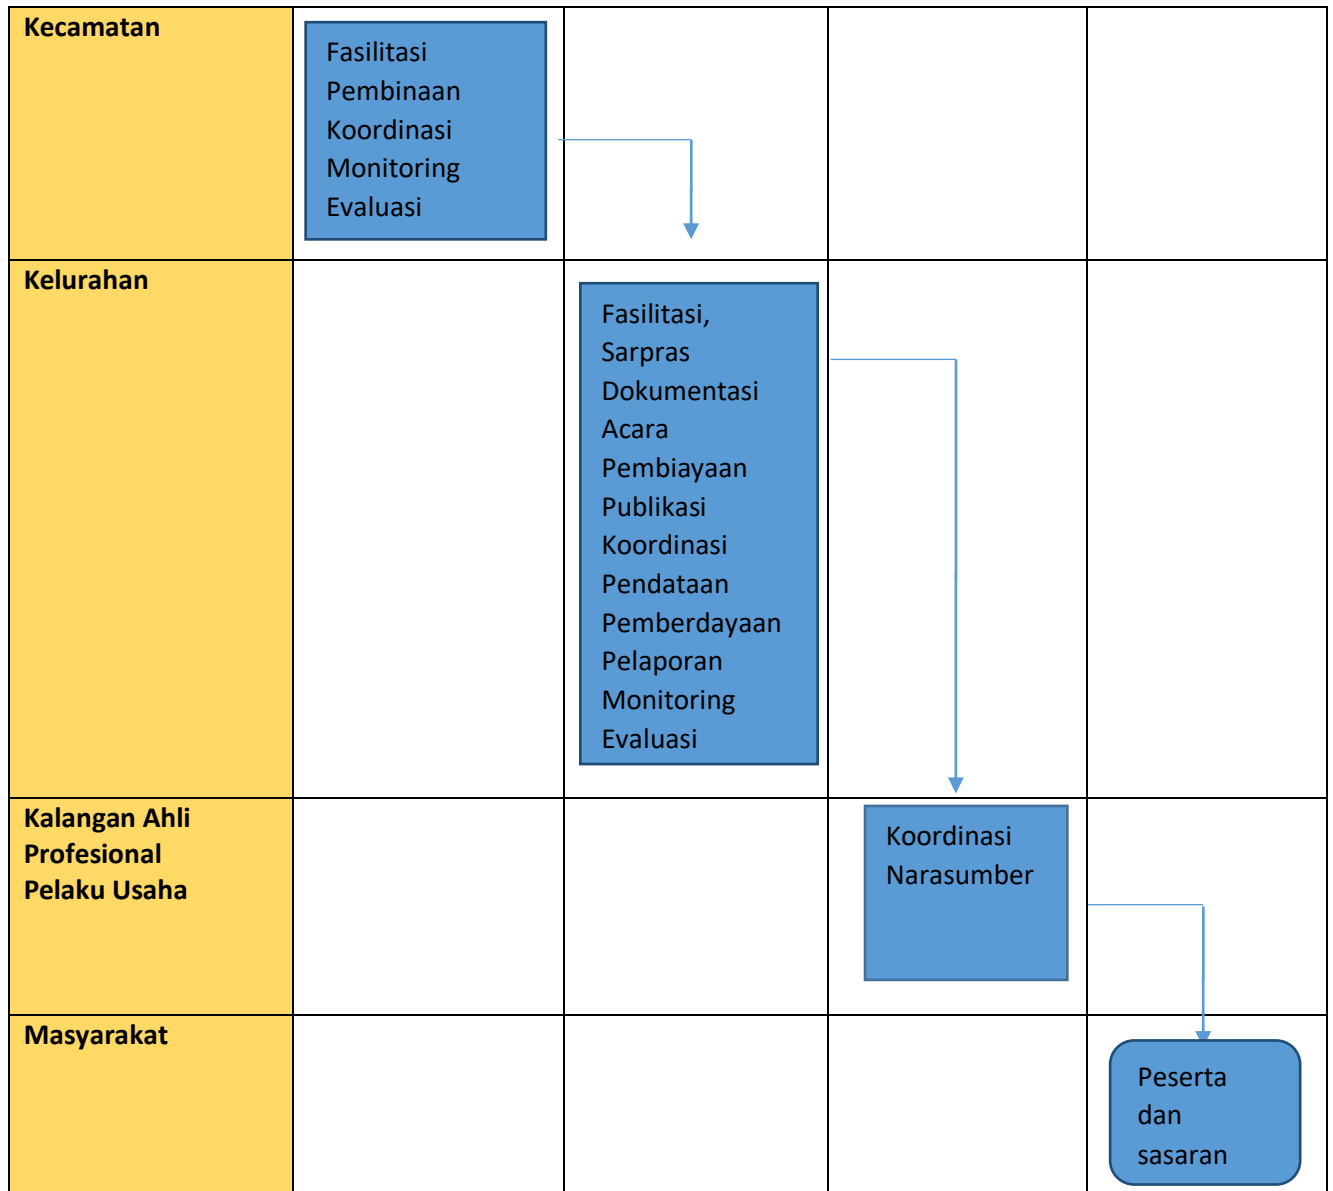 Kecamatan
Fasilitasi
Pembinaan
Koordinasi
Monitoring
Evaluasi
Kelurahan
Fasilitasi,
Sarpras
Dokumentasi
Acara
Pembiayaan
Publikasi
Koordinasi
Pendataan
Pemberdayaan
Pelaporan
Monitoring
Evaluasi
Kalangan Ahli
Profesional
Pelaku Usaha
Koordinasi
Narasumber
Masyarakat
Peserta
dan
sasaran